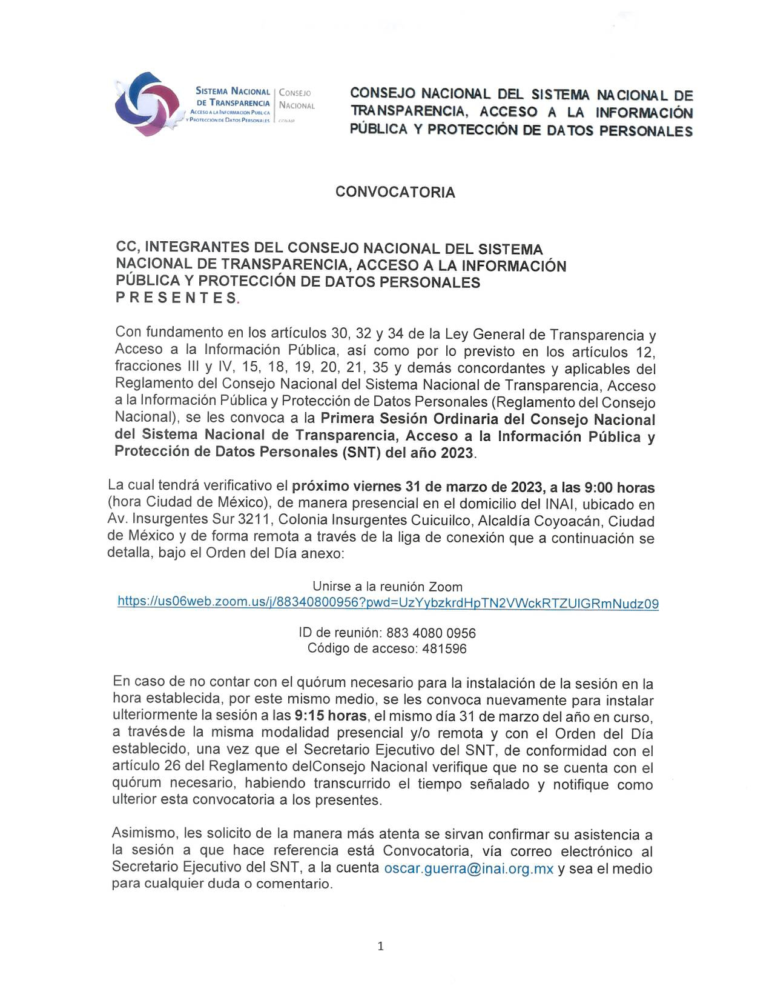 SISTEMA NACIONAL
DE TRANSPARENCIA
ACCESO A LA INFORMACIÓN PÚBLICA
Y PROTECCIÓN DE DATOS PERSONALES
CONSEJO
NACIONAL
CONAIP
CONSEJO NACIONAL DEL SISTEMA NACIONAL DE
TRANSPARENCIA, ACCESO A LA INFORMACIÓN
PÚBLICA Y PROTECCIÓN DE DATOS PERSONALES
CONVOCATORIA
CC, INTEGRANTES DEL CONSEJO NACIONAL DEL SISTEMA
NACIONAL DE TRANSPARENCIA, ACCESO A LA INFORMACIÓN
PÚBLICA Y PROTECCIÓN DE DATOS PERSONALES
P R E S E N T E S.
Con fundamento en los artículos 30, 32 y 34 de la Ley General de Transparencia y
Acceso a la Información Pública, así como por lo previsto en los artículos 12,
fracciones III y IV, 15, 18, 19, 20, 21, 35 y demás concordantes y aplicables del
Reglamento del Consejo Nacional del Sistema Nacional de Transparencia, Acceso
a la Información Pública y Protección de Datos Personales (Reglamento del Consejo
Nacional), se les convoca a la Primera Sesión Ordinaria del Consejo Nacional
del Sistema Nacional de Transparencia, Acceso a la Información Pública y
Protección de Datos Personales (SNT) del año 2023.
La cual tendrá verificativo el próximo viernes 31 de marzo de 2023, a las 9:00 horas
(hora Ciudad de México), de manera presencial en el domicilio del INAI, ubicado en
Av. Insurgentes Sur 3211, Colonia Insurgentes Cuicuilco, Alcaldía Coyoacán, Ciudad
de México y de forma remota a través de la liga de conexión que a continuación se
detalla, bajo el Orden del Día anexo:
Unirse a la reunión Zoom
https://us06web.zoom.us/j/88340800956?pwd=UzYybzkrdHpTN2VWckRTZUlGRmNudz09
ID de reunión: 883 4080 0956
Código de acceso: 481596
En caso de no contar con el quórum necesario para la instalación de la sesión en la
hora establecida, por este mismo medio, se les convoca nuevamente para instalar
ulteriormente la sesión a las 9:15 horas, el mismo día 31 de marzo del año en curso,
a travésde la misma modalidad presencial y/o remota y con el Orden del Día
establecido, una vez que el Secretario Ejecutivo del SNT, de conformidad con el
artículo 26 del Reglamento delConsejo Nacional verifique que no se cuenta con el
quórum necesario, habiendo transcurrido el tiempo señalado y notifique como
ulterior esta convocatoria a los presentes.
Asimismo, les solicito de la manera más atenta se sirvan confirmar su asistencia a
la sesión a que hace referencia está Convocatoria, vía correo electrónico al
Secretario Ejecutivo del SNT, a la cuenta oscar.guerra@inai.org.mx y sea el medio
para cualquier duda o comentario.
1